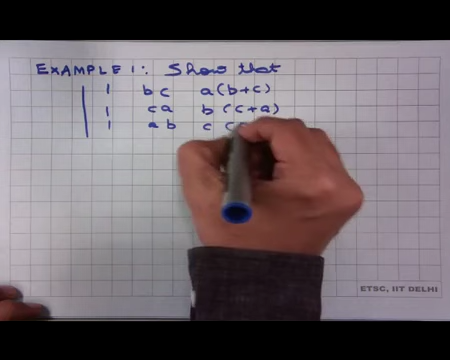 EXAMPLE 1: Show that
| 1 bc a(b+c)
| 1 ca b(c+a)
| 1 ab c(
ETSC, IIT DELHI